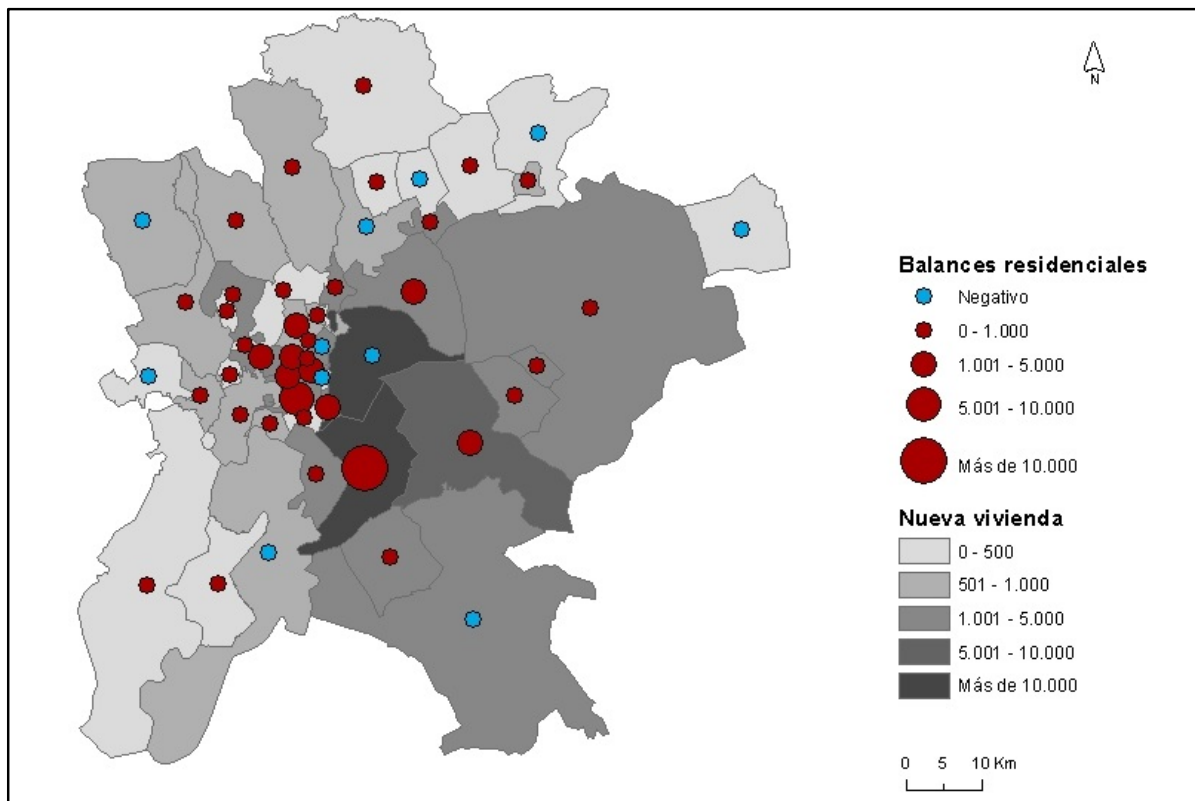 N
Balances residenciales
Negativo
0 - 1.000
1.001 - 5.000
5.001 - 10.000
Más de 10.000
Nueva vivienda
0 - 500
501 - 1.000
1.001 - 5.000
5.001 - 10.000
Más de 10.000
0 5 10 Km